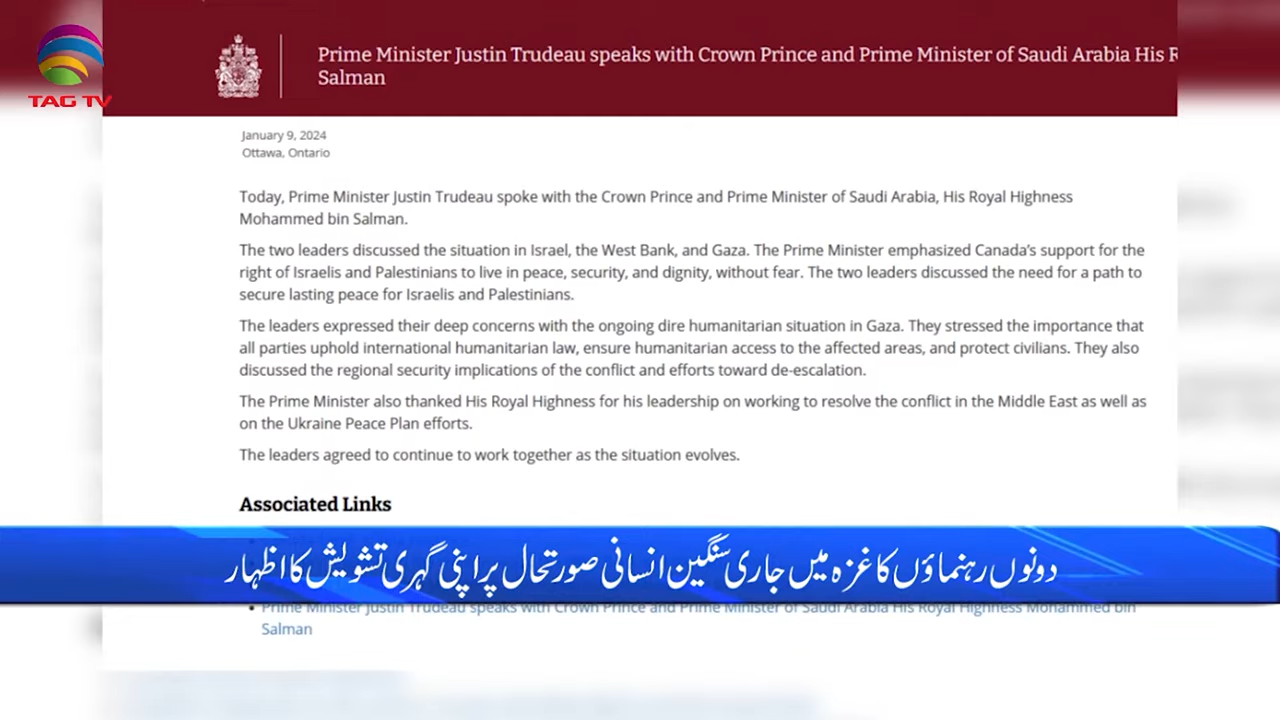 TAG TV
Prime Minister Justin Trudeau speaks with Crown Prince and Prime Minister of Saudi Arabia His R
Salman
January 9, 2024
Ottawa, Ontario
Today, Prime Minister Justin Trudeau spoke with the Crown Prince and Prime Minister of Saudi Arabia, His Royal Highness
Mohammed bin Salman.
The two leaders discussed the situation in Israel, the West Bank, and Gaza. The Prime Minister emphasized Canada’s support for the
right of Israelis and Palestinians to live in peace, security, and dignity, without fear. The two leaders discussed the need for a path to
secure lasting peace for Israelis and Palestinians.
The leaders expressed their deep concerns with the ongoing dire humanitarian situation in Gaza. They stressed the importance that
all parties uphold international humanitarian law, ensure humanitarian access to the affected areas, and protect civilians. They also
discussed the regional security implications of the conflict and efforts toward de-escalation.
The Prime Minister also thanked His Royal Highness for his leadership on working to resolve the conflict in the Middle East as well as
on the Ukraine Peace Plan efforts.
The leaders agreed to continue to work together as the situation evolves.
Associated Links
دونوں رہنماؤں کا غزہ میں جاری سنگین انسانی صورتحال پر اپنی گہری تشویش کا اظہار
Prime Minister Justin Trudeau speaks with Crown Prince and Prime Minister of Saudi Arabia His Royal Highness Mohammed bin
Salman